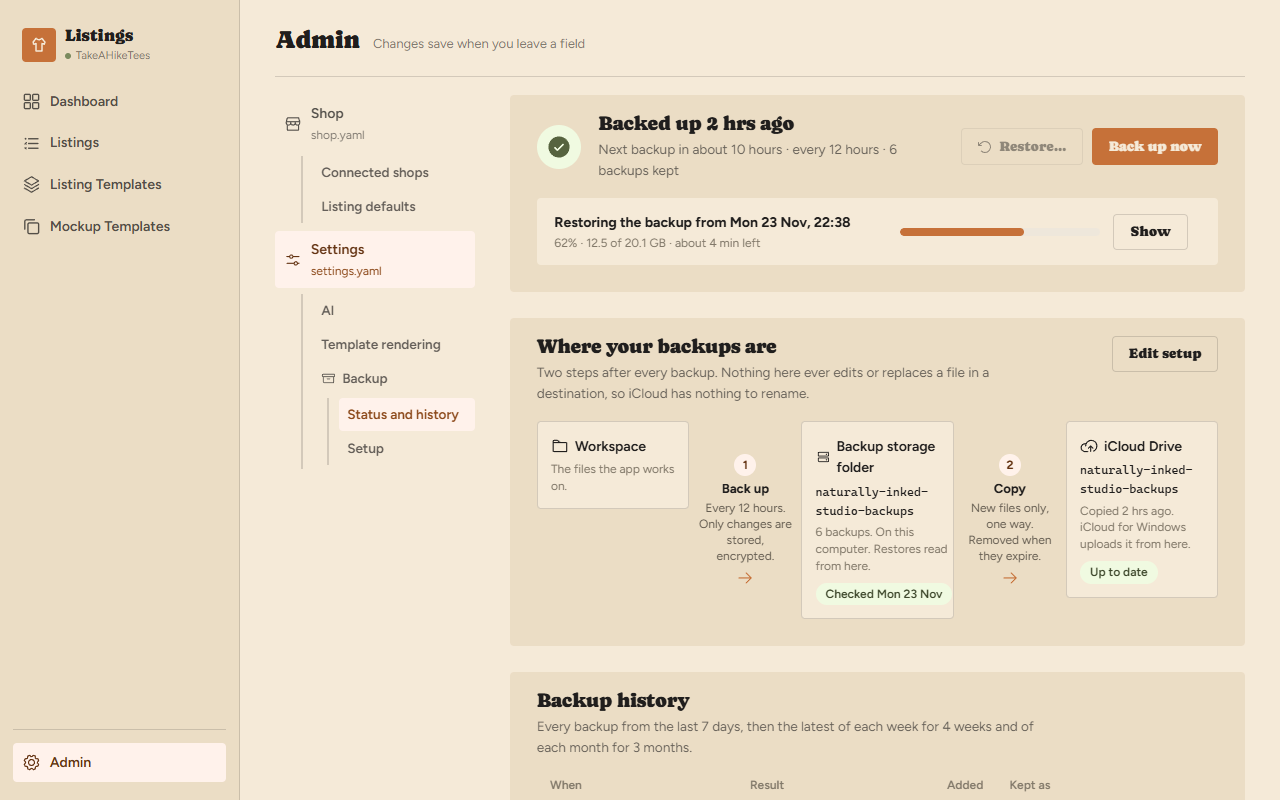 Listings
TakeAHikeTees
Dashboard
Listings
Listing Templates
Mockup Templates
Admin
Admin
Changes save when you leave a field
Shop
shop.yaml
Connected shops
Listing defaults
Settings
settings.yaml
AI
Template rendering
Backup
Status and history
Setup
Backed up 2 hrs ago
Next backup in about 10 hours · every 12 hours · 6
backups kept
Restore...
Back up now
Restoring the backup from Mon 23 Nov, 22:38
62% · 12.5 of 20.1 GB · about 4 min left
Show
Where your backups are
Two steps after every backup. Nothing here ever edits or replaces a file in a
destination, so iCloud has nothing to rename.
Edit setup
Workspace
The files the app works
on.
1
Back up
Every 12 hours.
Only changes are
stored,
encrypted.
Backup storage
folder
naturally-inked-
studio-backups
6 backups. On this
computer. Restores read
from here.
Checked Mon 23 Nov
2
Copy
New files only,
one way.
Removed when
they expire.
iCloud Drive
naturally-inked-
studio-backups
Copied 2 hrs ago.
iCloud for Windows
uploads it from here.
Up to date
Backup history
Every backup from the last 7 days, then the latest of each week for 4 weeks and of
each month for 3 months.
When Result Added Kept as